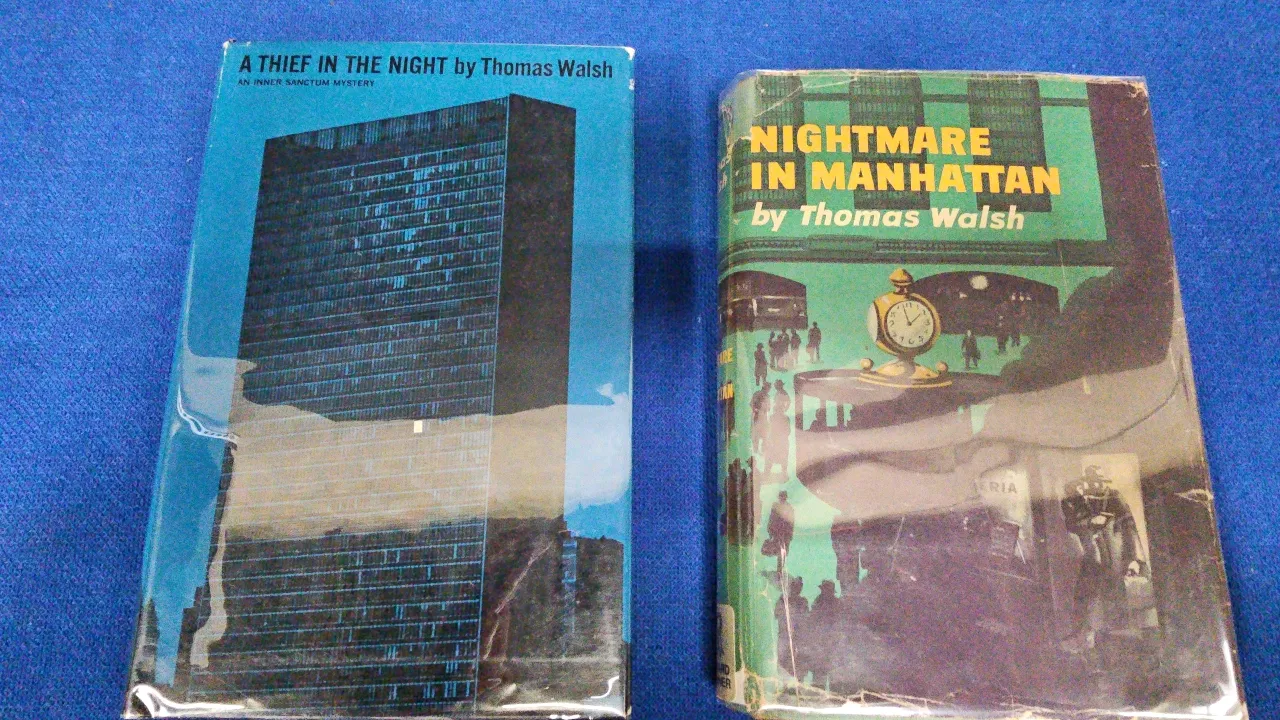 A THIEF IN THE NIGHT by Thomas Walsh
AN INNER SANCTUM MYSTERY
NIGHTMARE
IN MANHATTAN
by Thomas Walsh